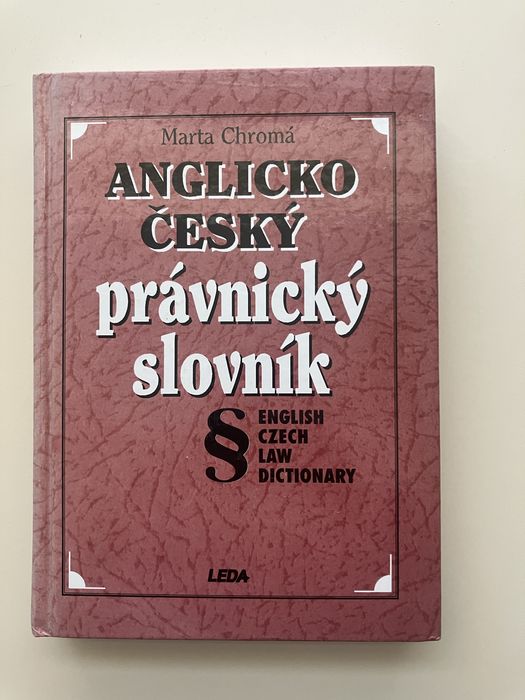 Marta Chromá
ANGLICKO
ČESKÝ
právnický
slovník
§ ENGLISH
CZECH
LAW
DICTIONARY
LEDA